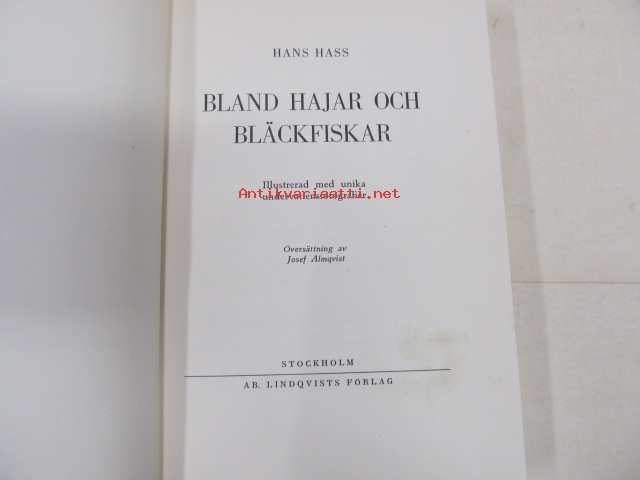 HANS HASS
BLAND HAJAR OCH
BLÄCKFISKAR
Illustrerad med unika
Antikvariaatti.net
undervattensfotografier
Översättning av
Josef Almqvist
STOCKHOLM
AB. LINDQVISTS FÖRLAG